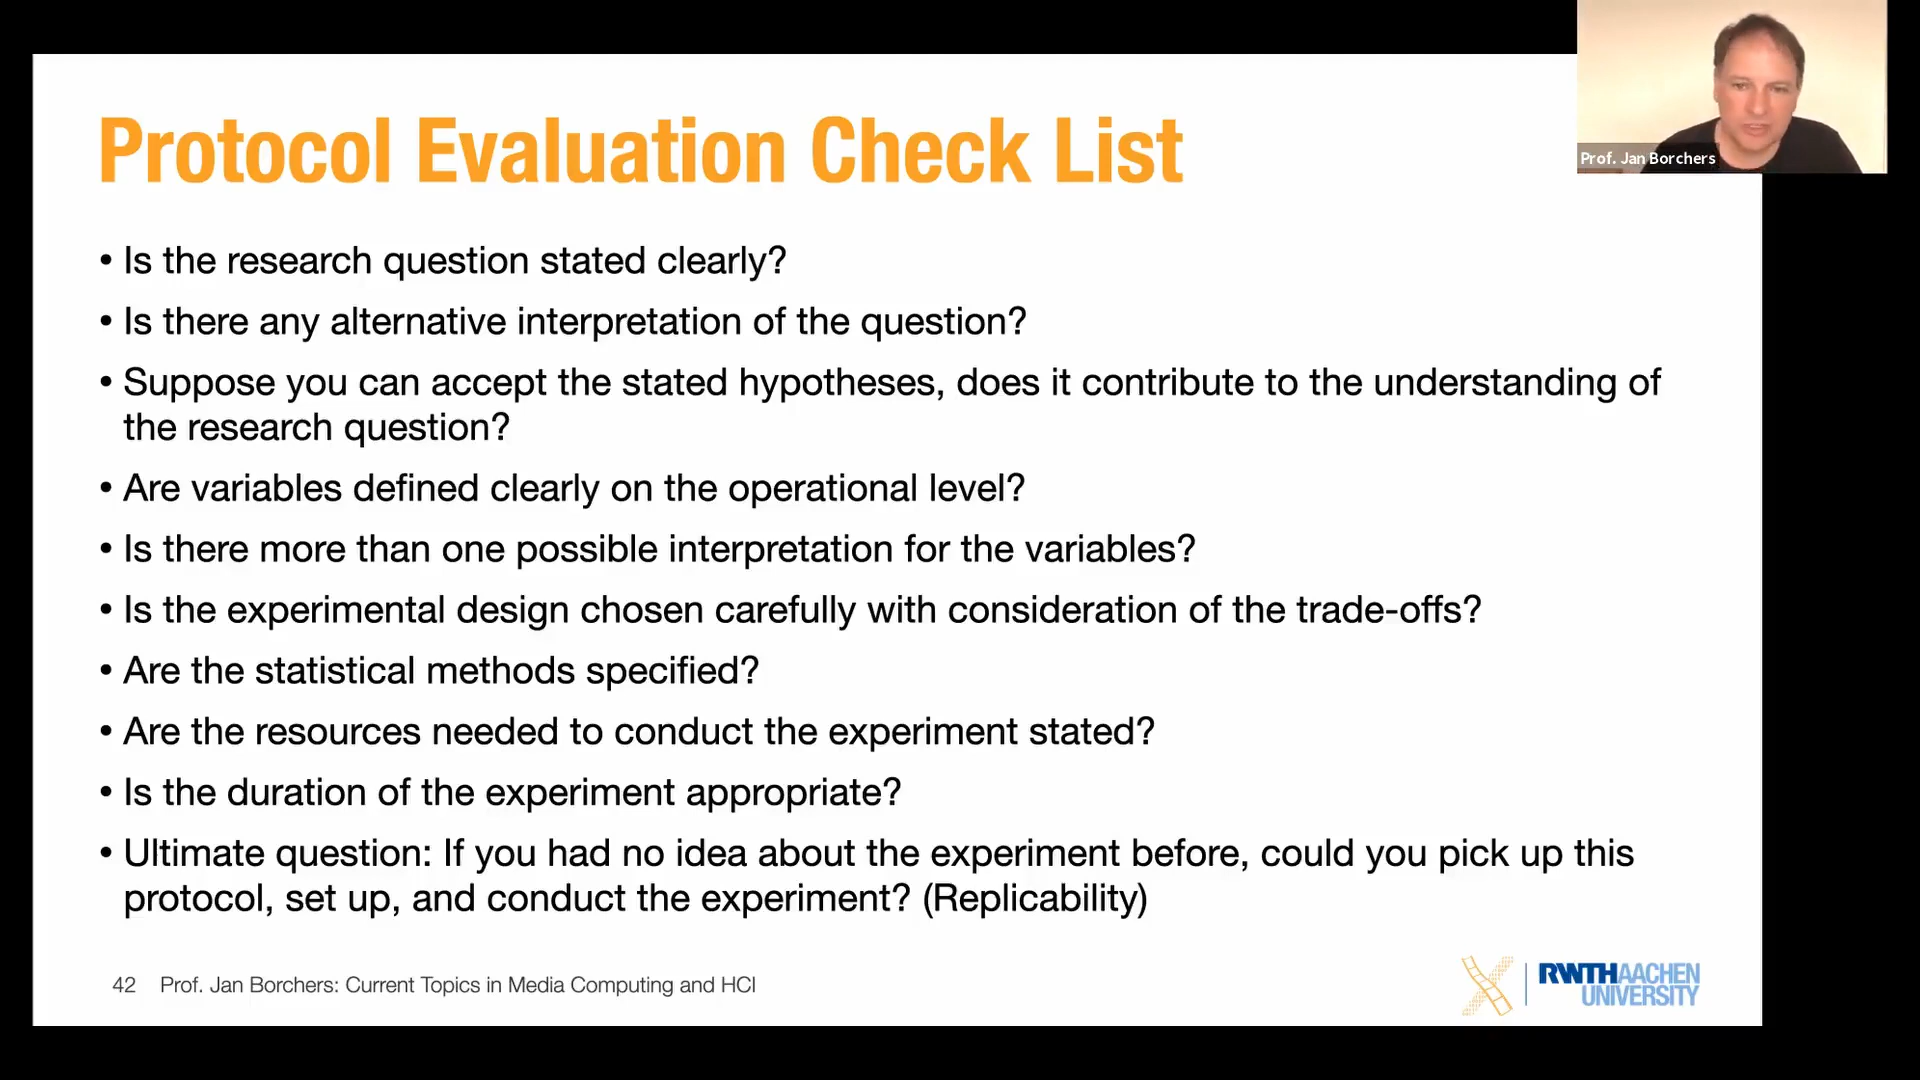 Prof. Jan Borchers
Protocol Evaluation Check List
• Is the research question stated clearly?
• Is there any alternative interpretation of the question?
• Suppose you can accept the stated hypotheses, does it contribute to the understanding of
the research question?
• Are variables defined clearly on the operational level?
• Is there more than one possible interpretation for the variables?
• Is the experimental design chosen carefully with consideration of the trade-offs?
• Are the statistical methods specified?
• Are the resources needed to conduct the experiment stated?
• Is the duration of the experiment appropriate?
• Ultimate question: If you had no idea about the experiment before, could you pick up this
protocol, set up, and conduct the experiment? (Replicability)
42 Prof. Jan Borchers: Current Topics in Media Computing and HCI
RWTHAACHEN
UNIVERSITY